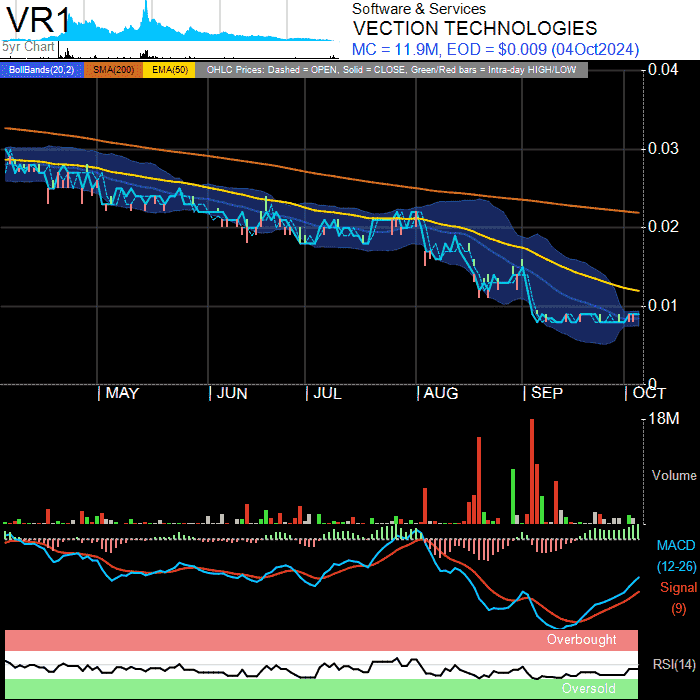 VR1
Software & Services
VECTION TECHNOLOGIES
5yr Chart
MC = 11.9M, EOD = $0.009 (04Oct2024)
BollBands(20,2) SMA(200) EMA(50) OHLC Prices: Dashed = OPEN, Solid = CLOSE, Green/Red bars = Intra-day HIGH/LOW
0.04
0.03
0.02
0.01
0
MAY JUN JUL AUG SEP OCT
18M
Volume
MACD
(12-26)
Signal
(9)
Overbought
RSI(14)
Oversold